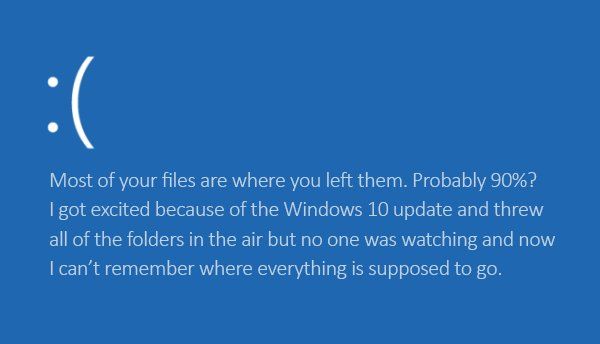 :(
Most of your files are where you left them. Probably 90%?
I got excited because of the Windows 10 update and threw
all of the folders in the air but no one was watching and now
I can’t remember where everything is supposed to go.